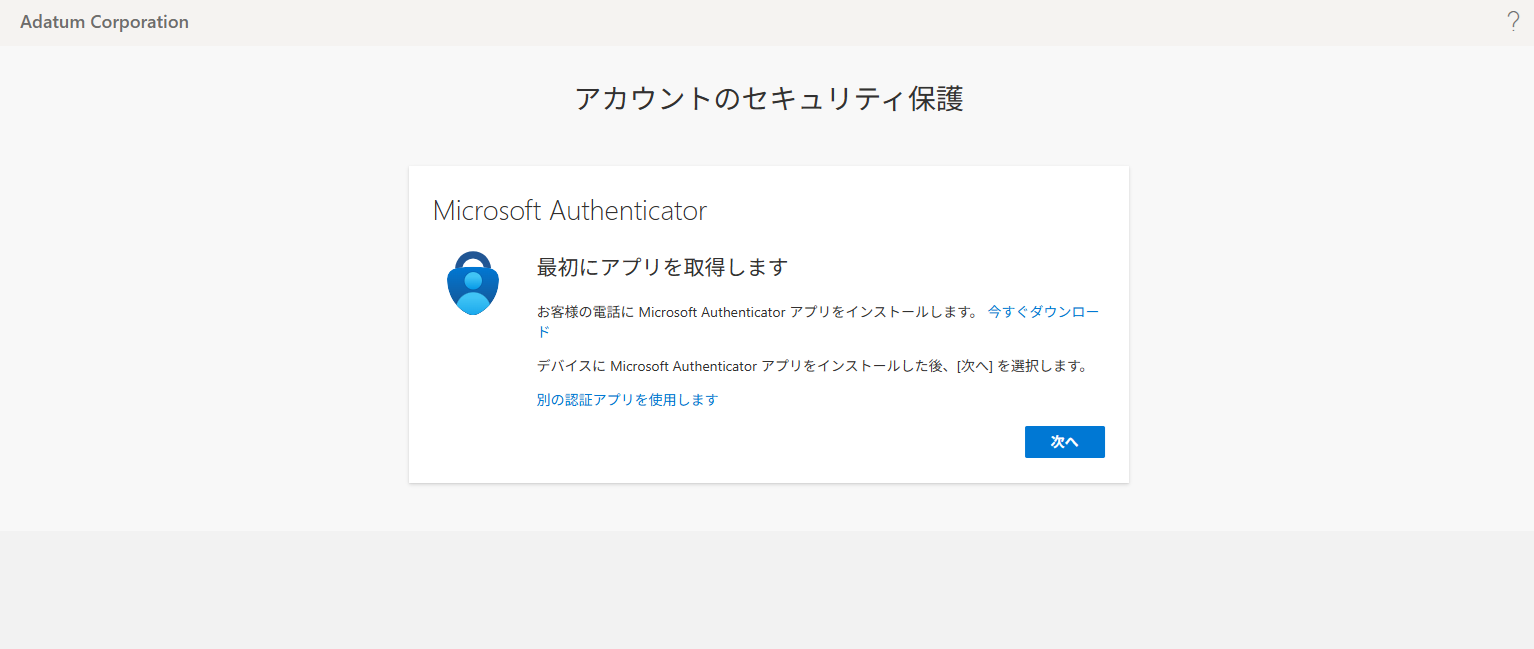 Adatum Corporation
?
アカウントのセキュリティ保護
Microsoft Authenticator
最初にアプリを取得します
お客様の電話に Microsoft Authenticator アプリをインストールします。 今すぐダウンロー
ド
デバイスに Microsoft Authenticator アプリをインストールした後、[次へ] を選択します。
別の認証アプリを使用します
次へ